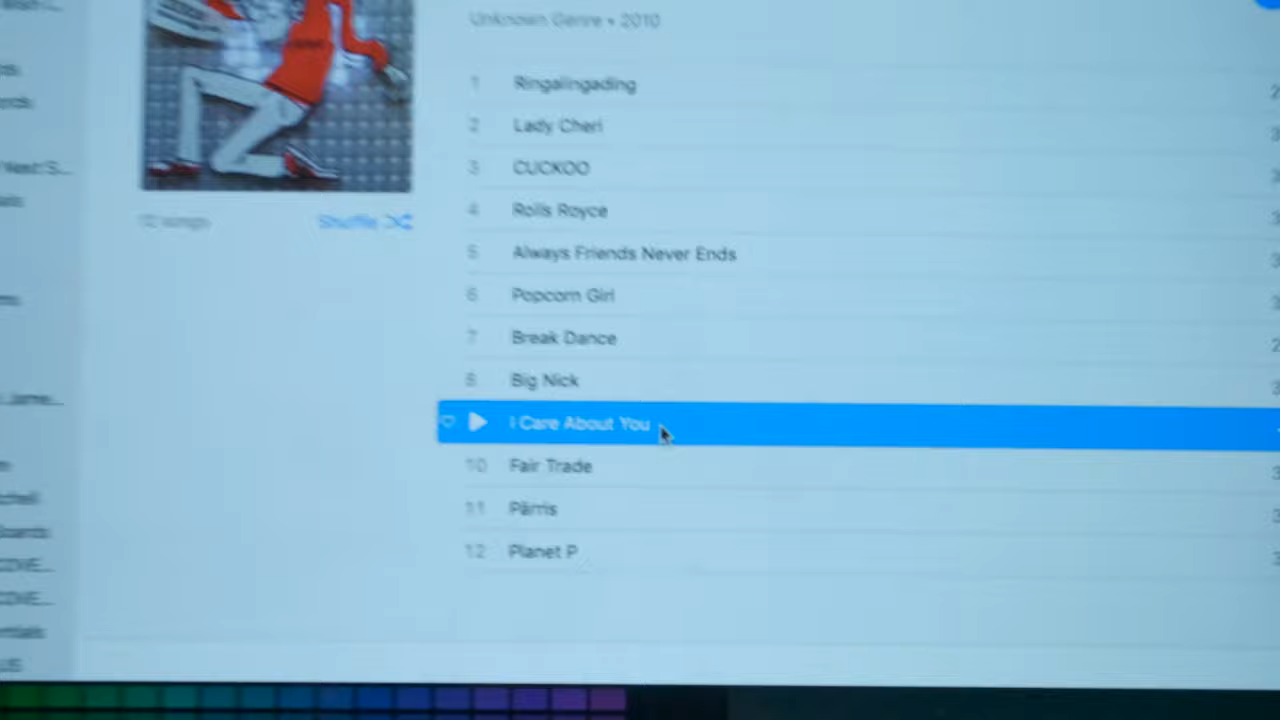 Unknown Genre • 2010
1 Ringalingading
2 Lady Cheri
3 CUCKOO
4 Rolls Royce
5 Always Friends Never Ends
6 Popcorn Girl
7 Break Dance
8 Big Nick
I Care About You
10 Fair Trade
11 Pärris
12 Planet P
12 songs
Shuffle